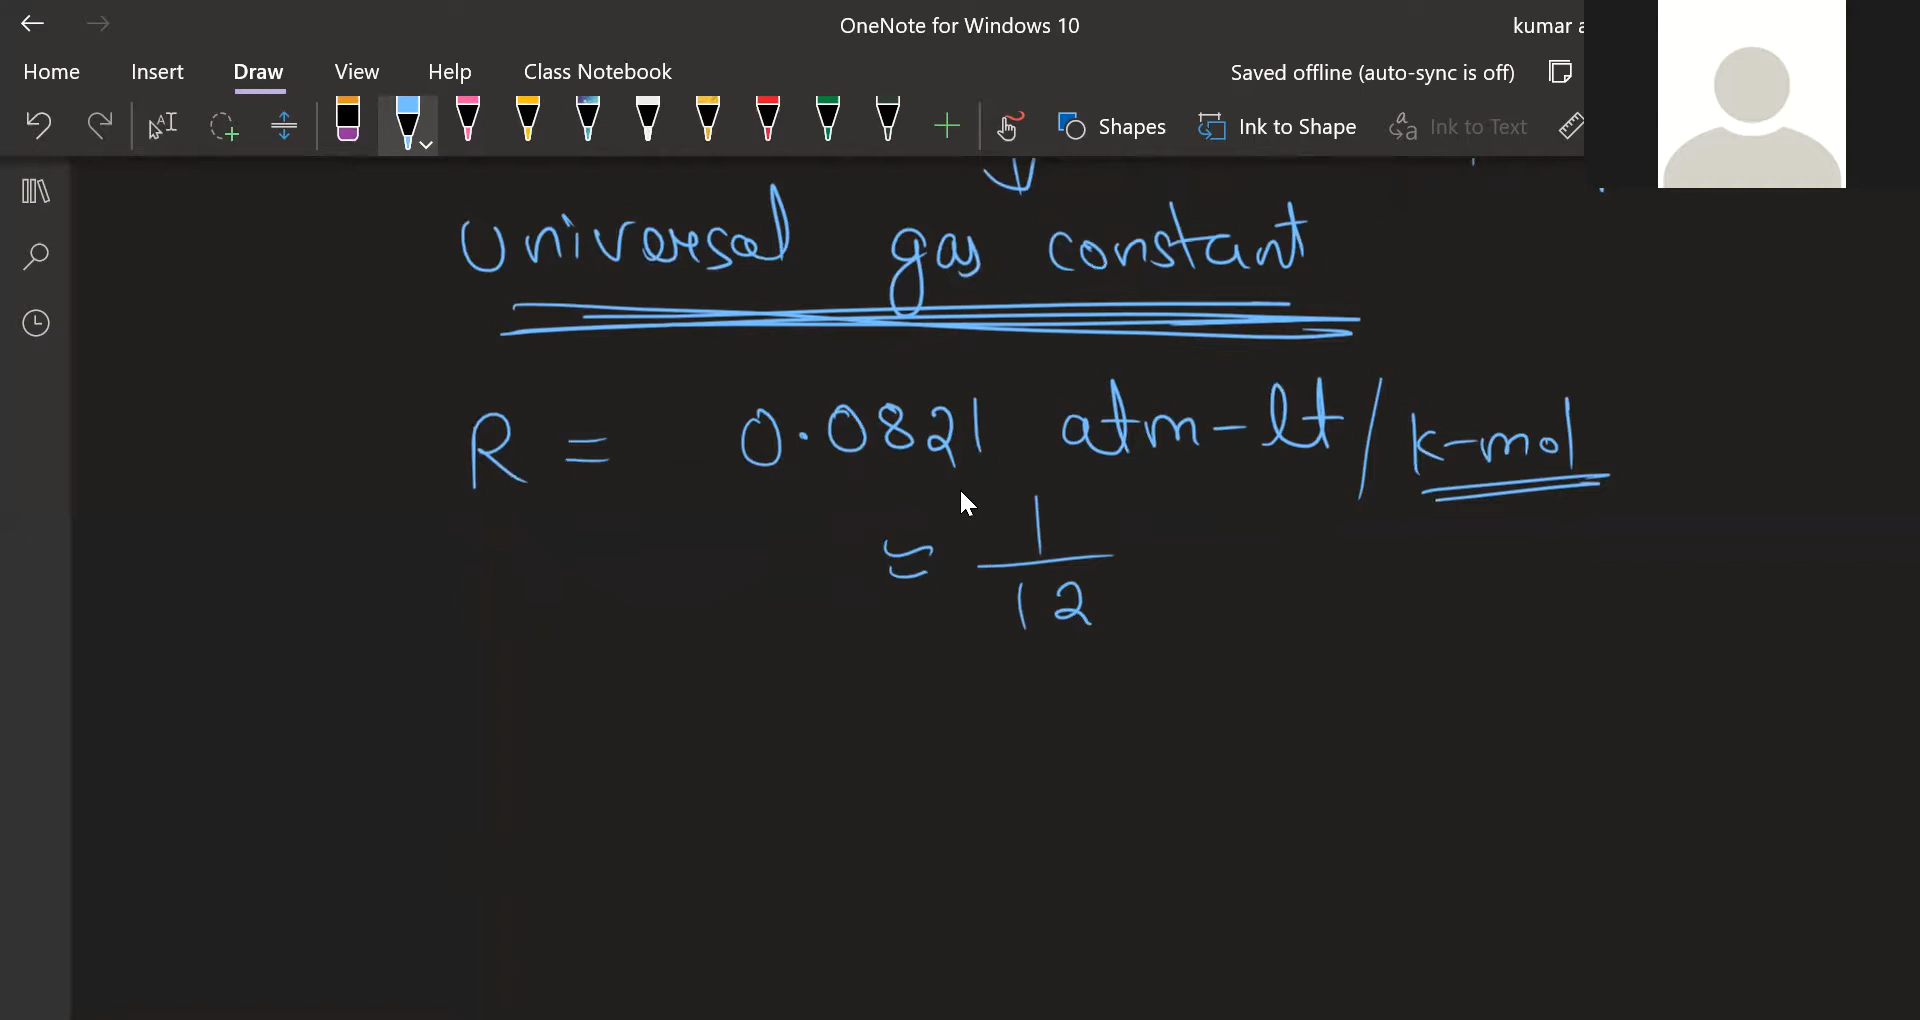 OneNote for Windows 10
kumar a
Home Insert Draw View Help Class Notebook
Saved offline (auto-sync is off)
Shapes Ink to Shape Ink to Text
Universal gas constant
R = 0.0821 atm-lt/k-mol
≈ 1/12